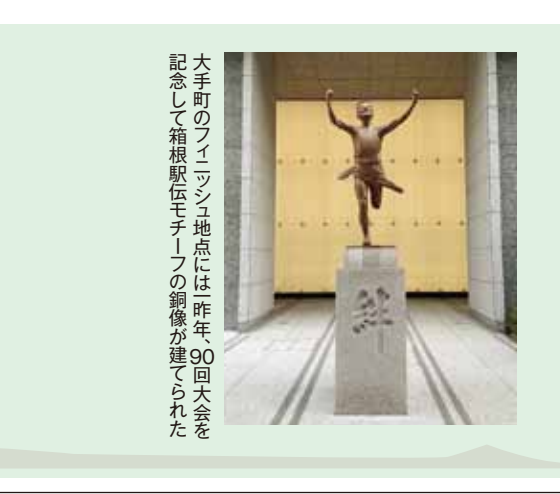 大手町のフィニッシュ地点には一昨年、90回大会を
記念して箱根駅伝モチーフの銅像が建てられた
絆